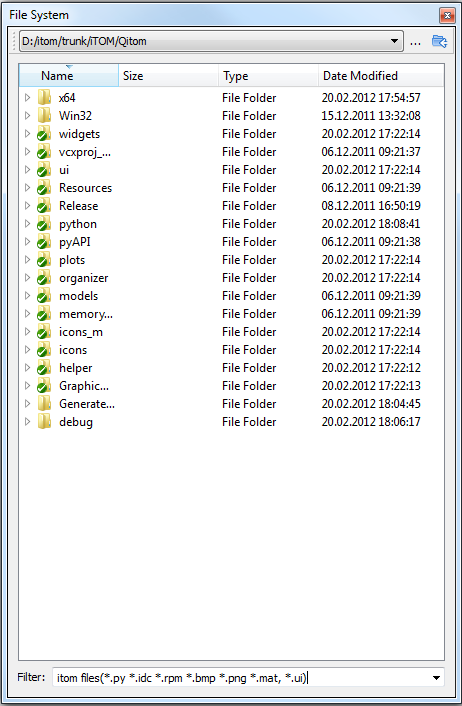 File System
D:/itom/trunk/iTOM/Qitom ...
Name Size Type Date Modified
x64 File Folder 20.02.2012 17:54:57
Win32 File Folder 15.12.2011 13:32:08
widgets File Folder 20.02.2012 17:22:14
vcxproj_... File Folder 06.12.2011 09:21:37
ui File Folder 20.02.2012 17:22:14
Resources File Folder 06.12.2011 09:21:39
Release File Folder 08.12.2011 16:50:19
python File Folder 20.02.2012 18:08:41
pyAPI File Folder 06.12.2011 09:21:38
plots File Folder 20.02.2012 17:22:14
organizer File Folder 20.02.2012 17:22:14
models File Folder 06.12.2011 09:21:39
memory... File Folder 06.12.2011 09:21:39
icons_m File Folder 20.02.2012 17:22:14
icons File Folder 20.02.2012 17:22:14
helper File Folder 20.02.2012 17:22:12
Graphic... File Folder 20.02.2012 17:22:13
Generate... File Folder 20.02.2012 18:04:45
debug File Folder 20.02.2012 18:06:17
Filter: itom files(*.py *.idc *.rpm *.bmp *.png *.mat, *.ui)